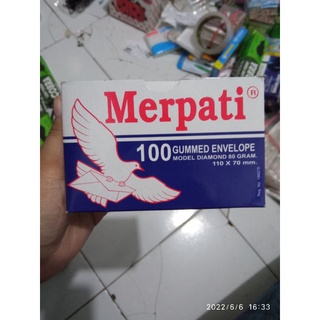 Merpati®
100 GUMMED ENVELOPE
MODEL DIAMOND 80 GRAM.
110 X 70 mm.
2022/6/6 16:33